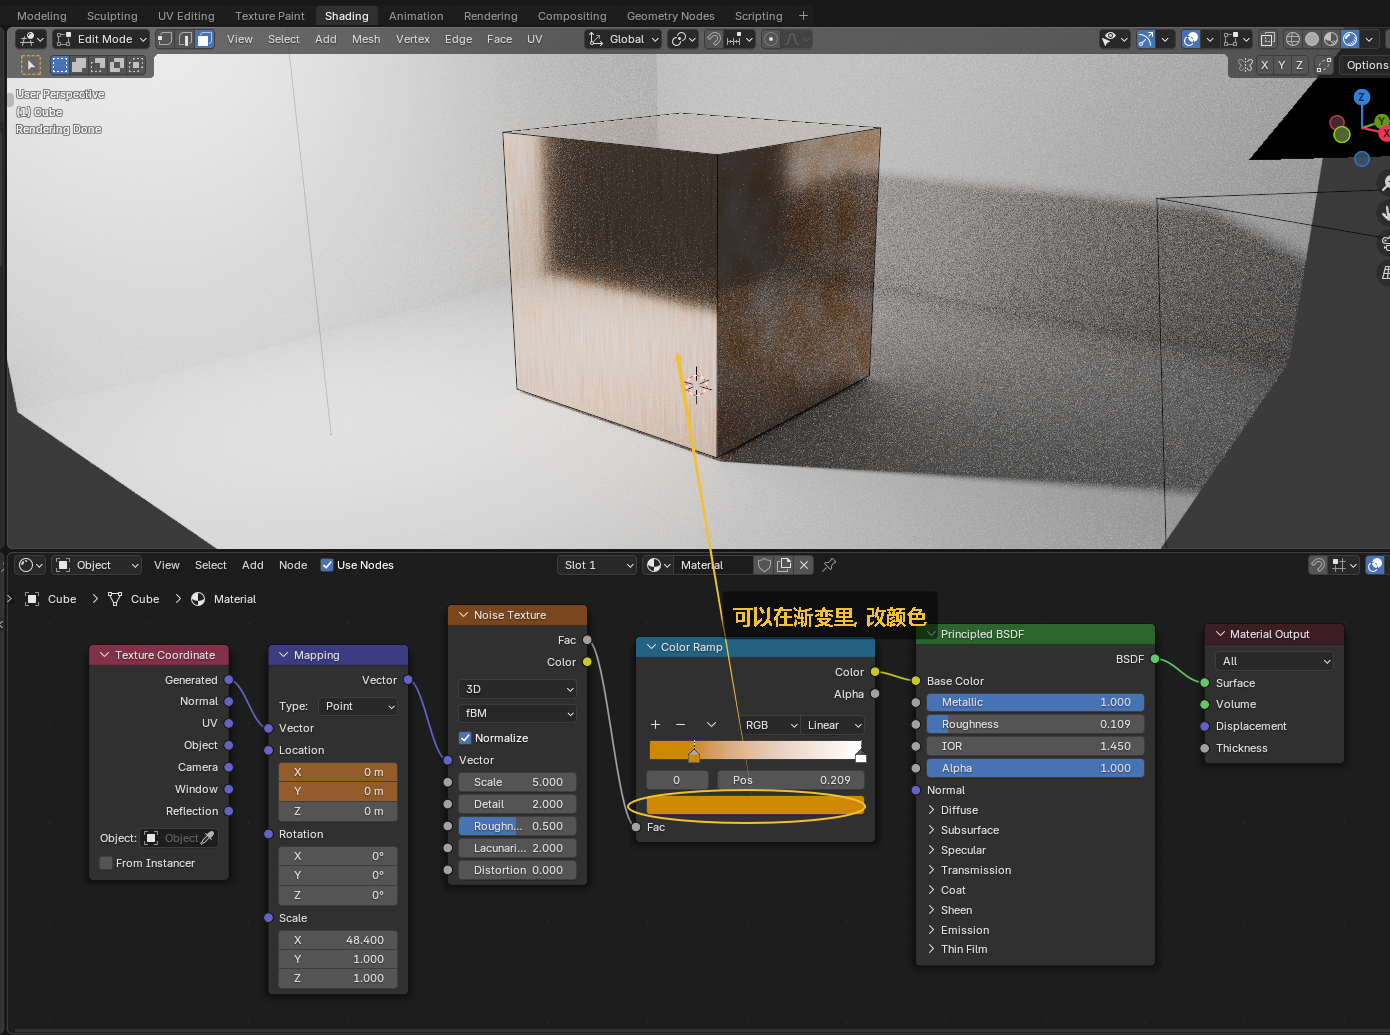 Modeling Sculpting UV Editing Texture Paint Shading Animation Rendering Compositing Geometry Nodes Scripting +
Edit Mode View Select Add Mesh Vertex Edge Face UV Global
X Y Z Options
User Perspective
(1) Cube
Rendering Done
Z
Y
X
Object View Select Add Node Use Nodes Slot 1 Material
Cube Cube Material
可以在渐变里, 改颜色
Texture Coordinate
Generated
Normal
UV
Object
Camera
Window
Reflection
Object: Object
From Instancer
Mapping
Vector
Type: Point
Vector
Location
X 0 m
Y 0 m
Z 0 m
Rotation
X 0°
Y 0°
Z 0°
Scale
X 48.400
Y 1.000
Z 1.000
Noise Texture
Fac
Color
3D
fBM
Normalize
Vector
Scale 5.000
Detail 2.000
Roughn... 0.500
Lacunari... 2.000
Distortion 0.000
Color Ramp
Color
Alpha
RGB Linear
0 Pos 0.209
Fac
Principled BSDF
BSDF
Base Color
Metallic 1.000
Roughness 0.109
IOR 1.450
Alpha 1.000
Normal
Diffuse
Subsurface
Specular
Transmission
Coat
Sheen
Emission
Thin Film
Material Output
All
Surface
Volume
Displacement
Thickness